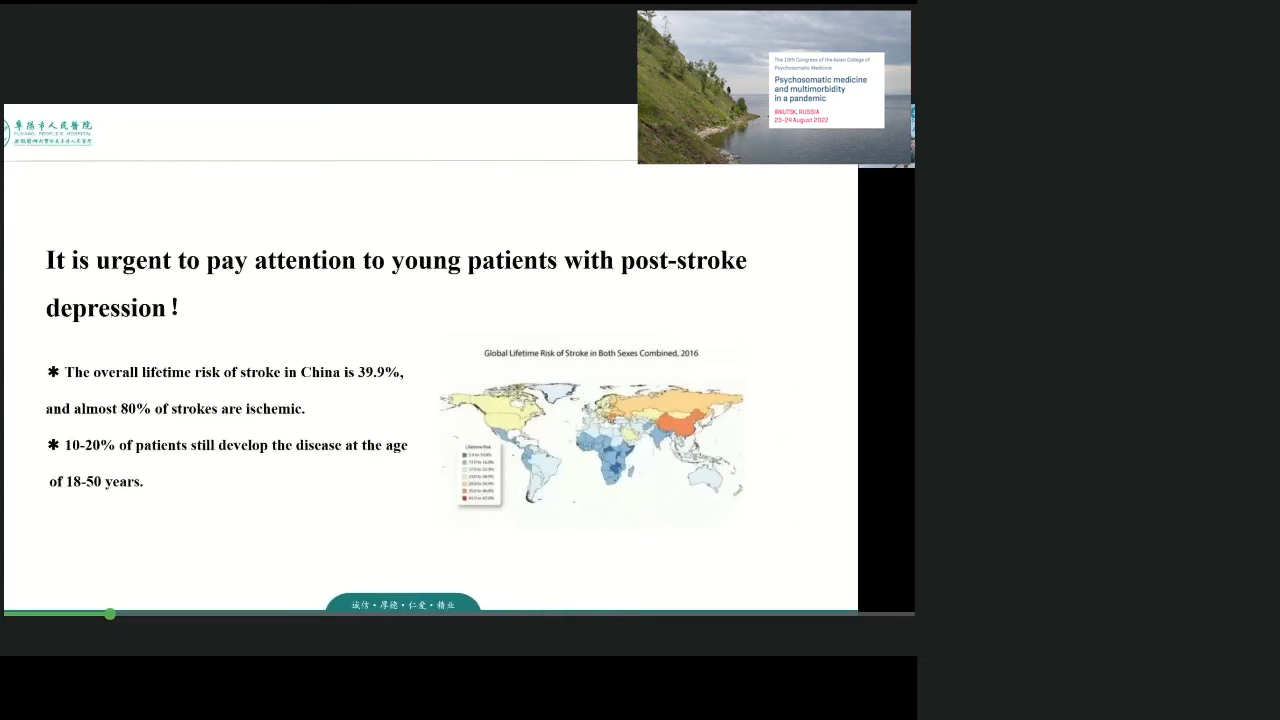 The 19th Congress of the Asian College of
Psychosomatic Medicine
Psychosomatic medicine
and multimorbidity
in a pandemic
IRKUTSK, RUSSIA
23-24 August 2022
阜陽市人民醫院
FUYANG PEOPLE'S HOSPITAL
It is urgent to pay attention to young patients with post-stroke
depression！
✱ The overall lifetime risk of stroke in China is 39.9%,
and almost 80% of strokes are ischemic.
✱ 10-20% of patients still develop the disease at the age
of 18-50 years.
Global Lifetime Risk of Stroke in Both Sexes Combined, 2016
Lifetime Risk
诚信·厚德·仁爱·精业